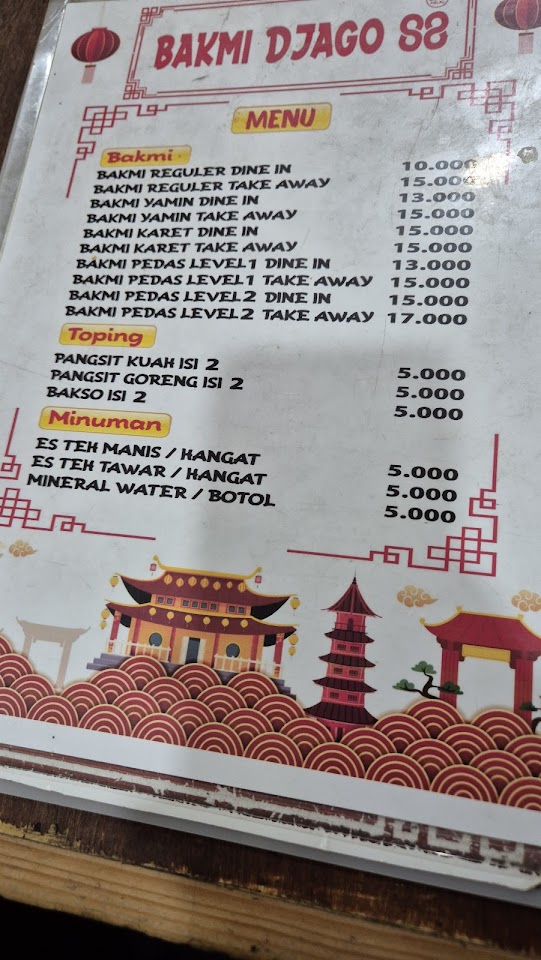 BAKMI DJAGO 88
MENU
Bakmi
BAKMI REGULER DINE IN 10.000
BAKMI REGULER TAKE AWAY 15.000
BAKMI YAMIN DINE IN 13.000
BAKMI YAMIN TAKE AWAY 15.000
BAKMI KARET DINE IN 15.000
BAKMI KARET TAKE AWAY 15.000
BAKMI PEDAS LEVEL1 DINE IN 13.000
BAKMI PEDAS LEVEL1 TAKE AWAY 15.000
BAKMI PEDAS LEVEL2 DINE IN 15.000
BAKMI PEDAS LEVEL2 TAKE AWAY 17.000
Toping
PANGSIT KUAH ISI 2 5.000
PANGSIT GORENG ISI 2 5.000
BAKSO ISI 2 5.000
Minuman
ES TEH MANIS / HANGAT 5.000
ES TEH TAWAR / HANGAT 5.000
MINERAL WATER / BOTOL 5.000